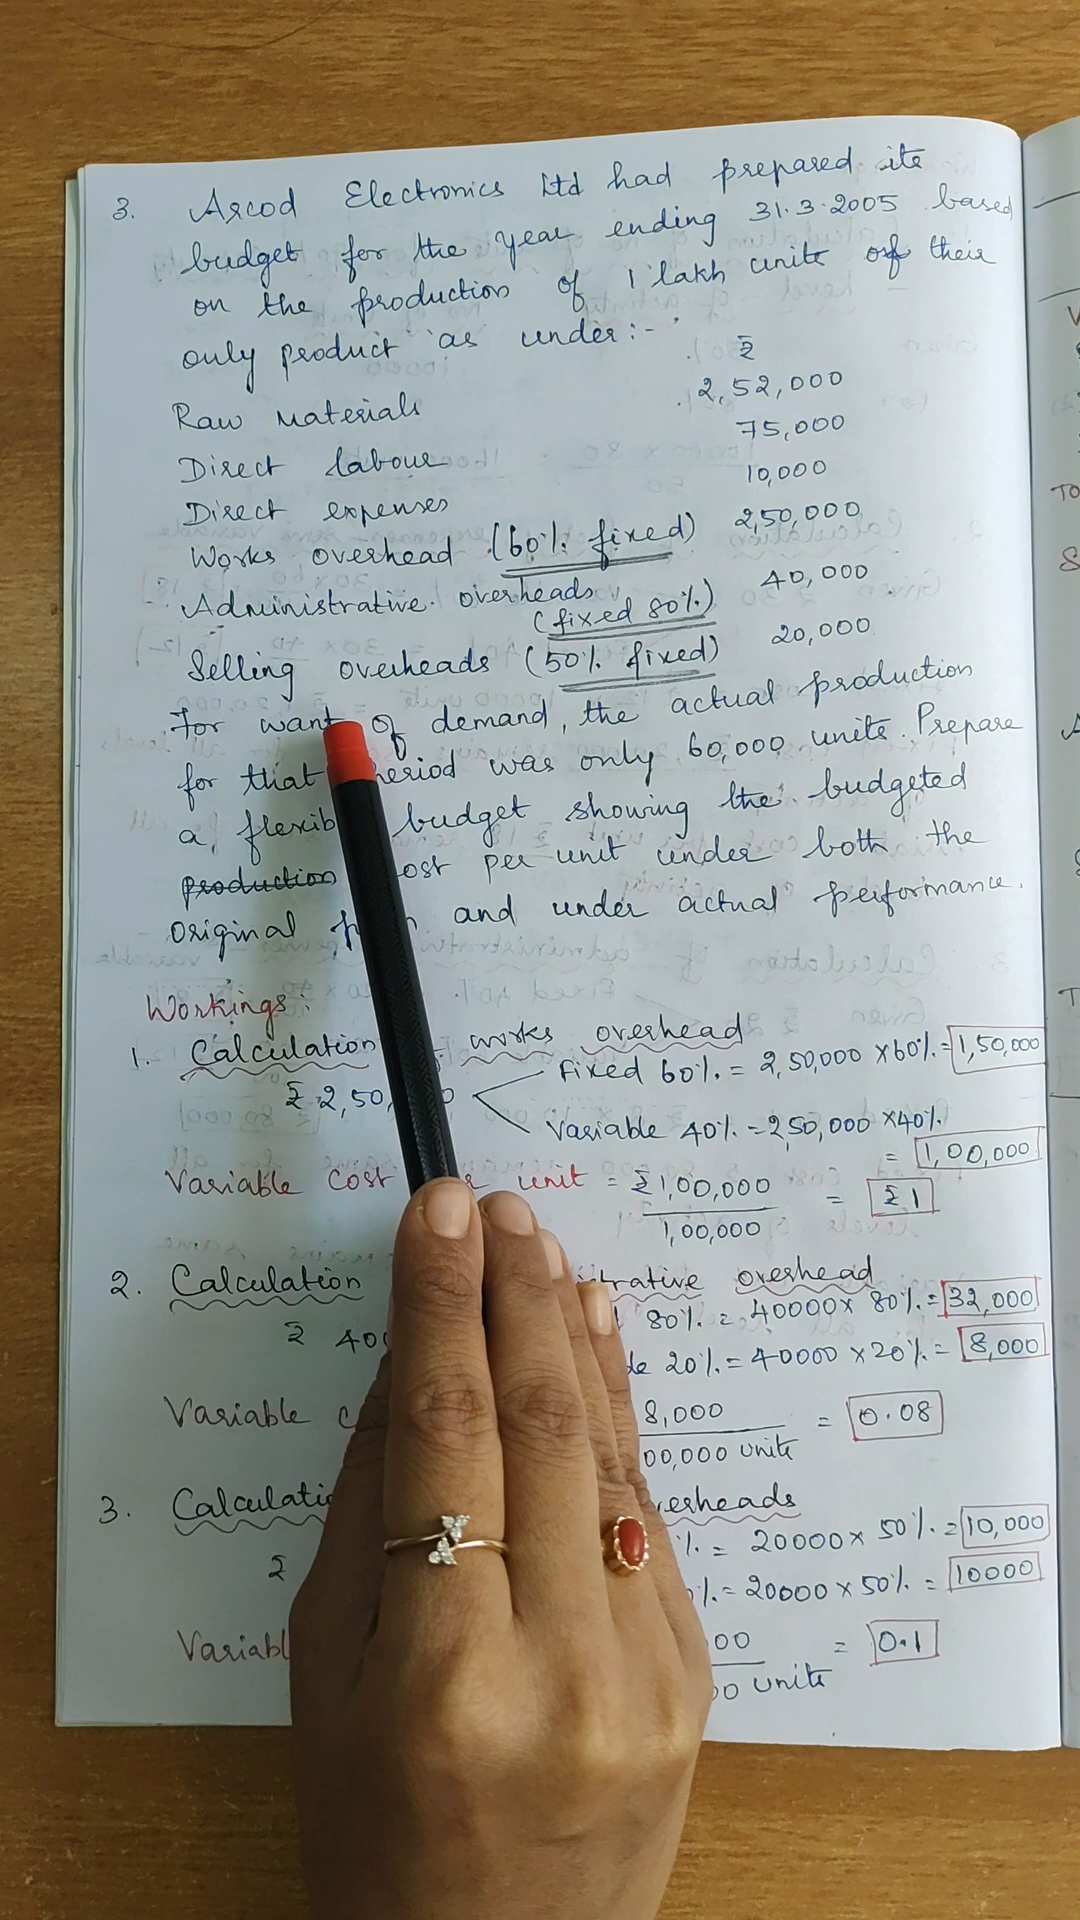 3. Arcod Electronics Ltd had prepared its
budget for the year ending 31.3.2005 based
on the production of 1 lakh units of their
only product as under:-
₹
Raw materials 2,52,000
Direct labour 75,000
Direct expenses 10,000
Works overhead (60% fixed) 2,50,000
Administrative overheads (fixed 80%) 40,000
Selling overheads (50% fixed) 20,000
For want of demand, the actual production
for that period was only 60,000 units. Prepare
a budget showing the budgeted
production cost per unit under both the
original and under actual performance.
Workings:
1. Calculation works overhead
Fixed 60% = 2,50,000 x 60% = 1,50,000
₹ 2,50,
Variable 40% = 2,50,000 x 40%
= 1,00,000
Variable cost unit = ₹1,00,000 / 1,00,000 = ₹1
2. Calculation overhead
80% = 40000 x 80% = 32,000
₹
20% = 40000 x 20% = 8,000
Variable 8,000 / 00,000 units = 0.08
3.
% = 20000 x 50% = 10,000
₹
% = 20000 x 50% = 10000
00 / 00 units = 0.1